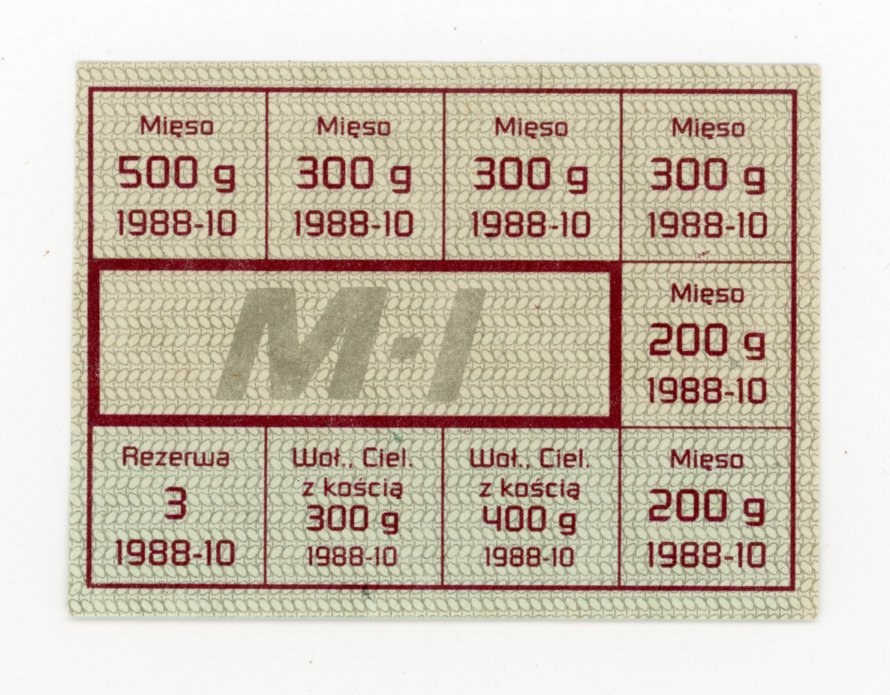 Mięso
500 g
1988-10
Mięso
300 g
1988-10
Mięso
300 g
1988-10
Mięso
300 g
1988-10
M-I
Mięso
200 g
1988-10
Rezerwa
3
1988-10
Woł., Ciel.
z kością
300 g
1988-10
Woł., Ciel.
z kością
400 g
1988-10
Mięso
200 g
1988-10